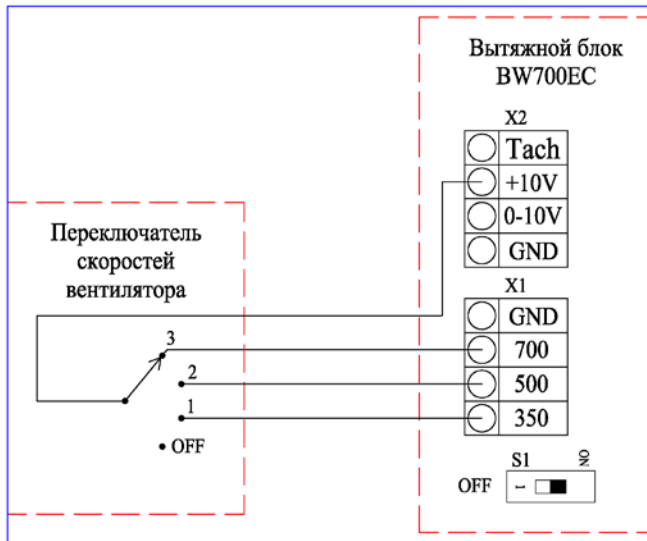 Вытяжной блок
BW700EC
X2
Tach
+10V
0-10V
GND
Переключатель
скоростей
вентилятора
X1
GND
3
700
2
500
1
350
OFF
S1
ON
OFF
1